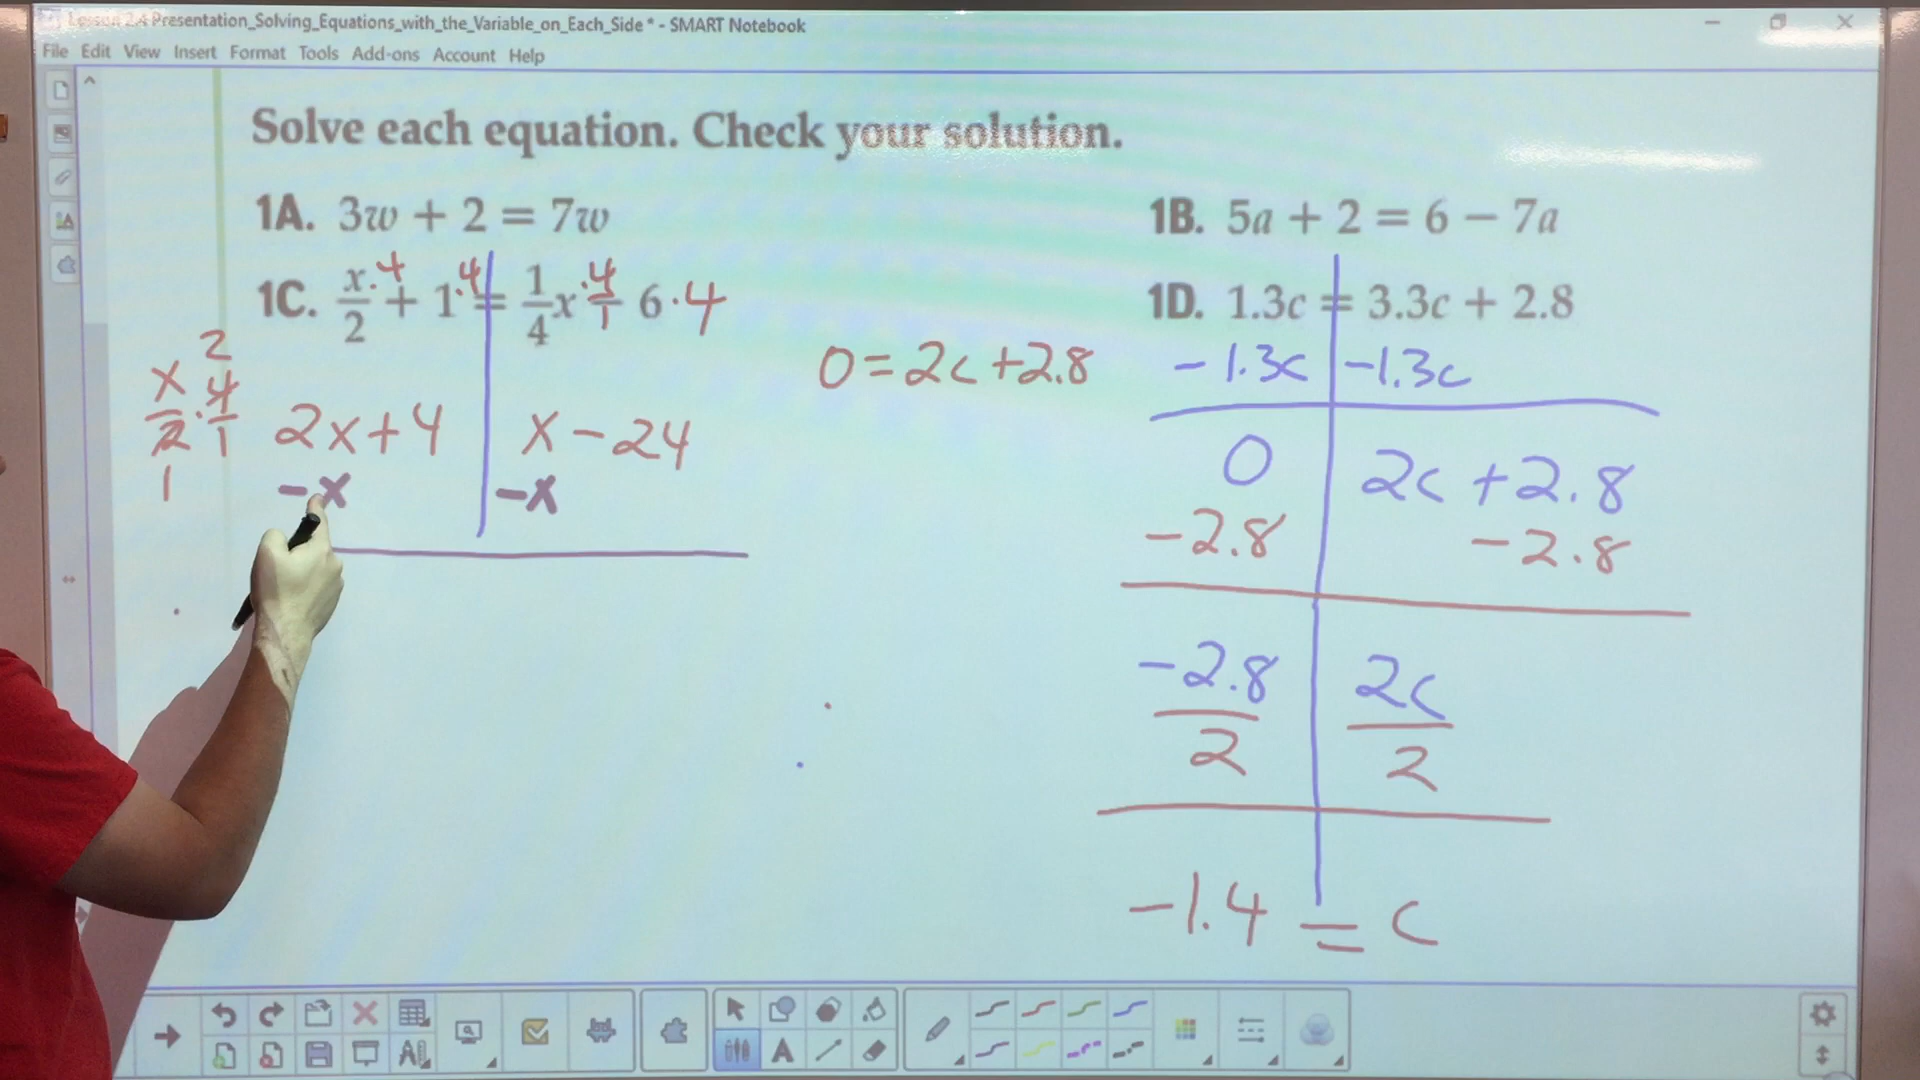 Lesson 2.4 Presentation_Solving_Equations_with_the_Variable_on_Each_Side * - SMART Notebook
File Edit View Insert Format Tools Add-ons Account Help
Solve each equation. Check your solution.
1A. 3w + 2 = 7w
1B. 5a + 2 = 6 − 7a
1C. x/2 · 4 + 1 · 4 = 1/4 x · 4/1 − 6 · 4
1D. 1.3c = 3.3c + 2.8
− 1.3c | − 1.3c
0 = 2c + 2.8
x/2 · 4/1
2
1
2x + 4 | x − 24
− x | − x
0 | 2c + 2.8
− 2.8 | − 2.8
− 2.8/2 | 2c/2
− 1.4 = c